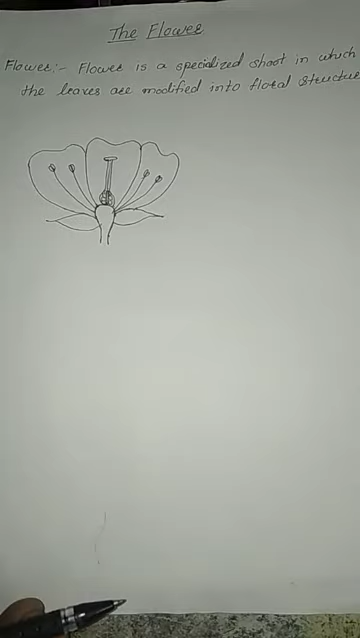 The Flower
Flower:- Flower is a specialized shoot in which
the leaves are modified into floral structure